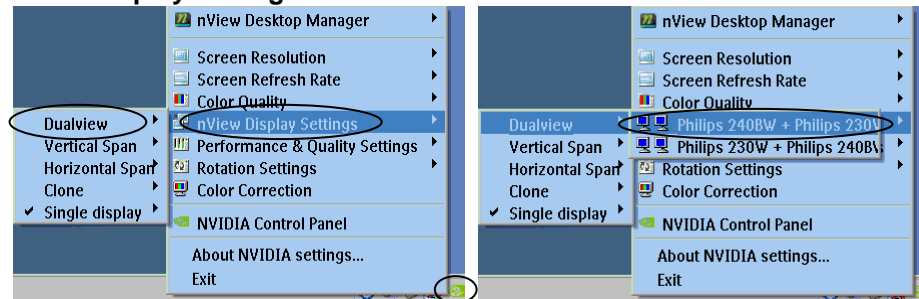 nView Desktop Manager
Screen Resolution
Screen Refresh Rate
Color Quality
nView Display Settings
Performance & Quality Settings
Rotation Settings
Color Correction
NVIDIA Control Panel
About NVIDIA settings...
Exit
Dualview
Vertical Span
Horizontal Span
Clone
Single display
nView Desktop Manager
Screen Resolution
Screen Refresh Rate
Color Quality
Philips 240BW + Philips 230W
Philips 230W + Philips 240BW
Rotation Settings
Color Correction
NVIDIA Control Panel
About NVIDIA settings...
Exit
Dualview
Vertical Span
Horizontal Span
Clone
Single display